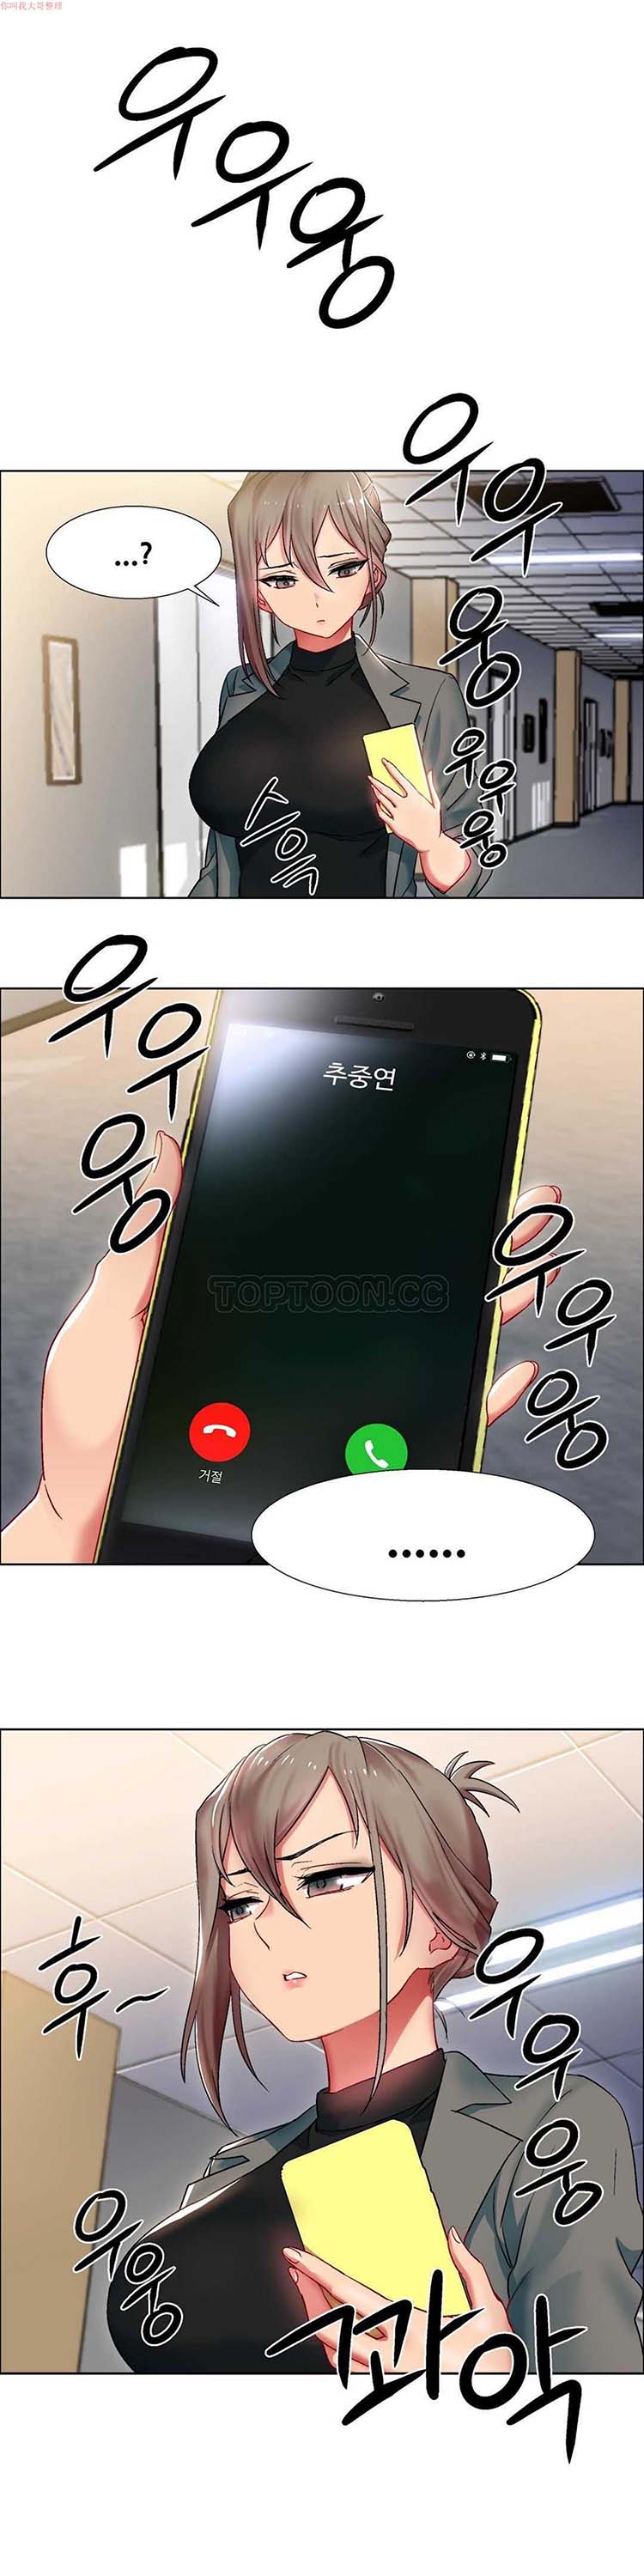 你叫我大哥整理
우우웅
우우
웅
...?
우우
웅
스윽
우우
웅
추중연
우우
웅
TOPTOON.CC
거절
......
후~
우우
웅
우웅
꽈악